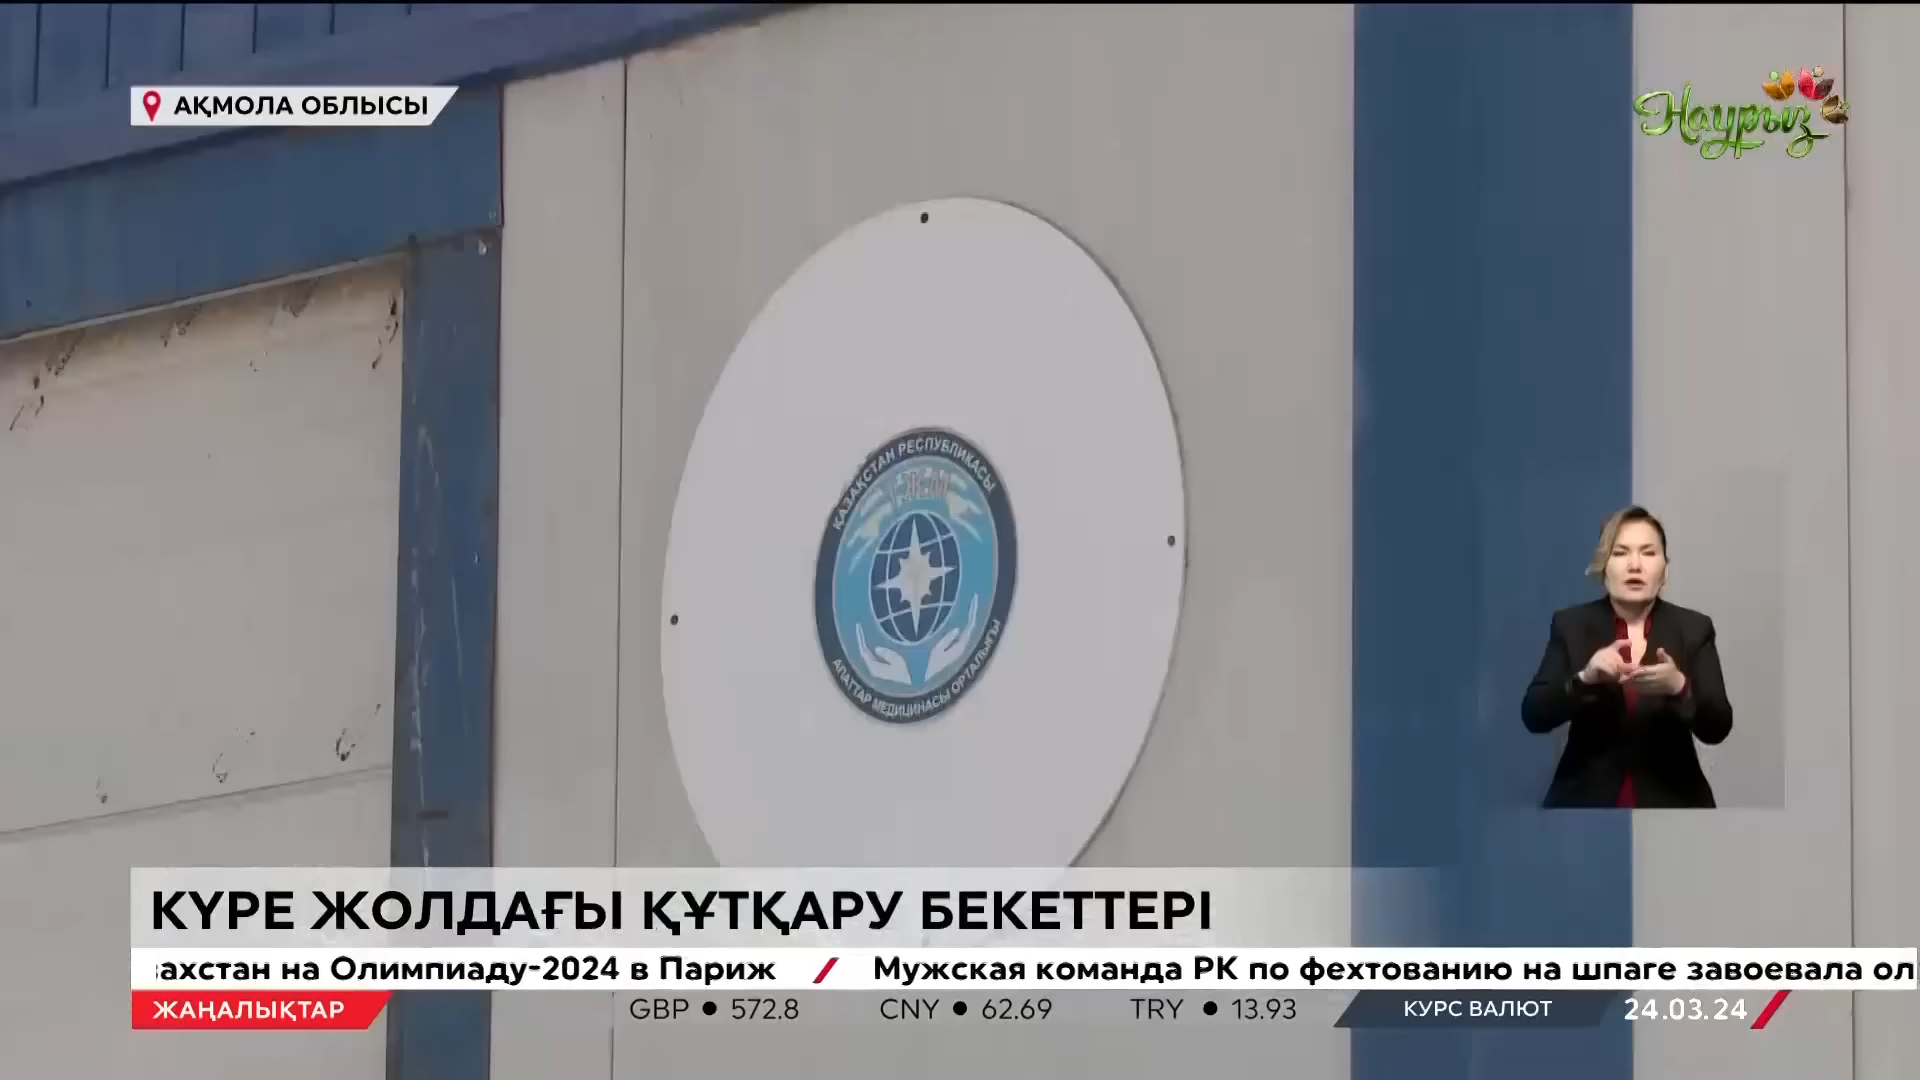 АҚМОЛА ОБЛЫСЫ
Наурыз
ҚАЗАҚСТАН РЕСПУБЛИКАСЫ
ТЖМ
АПАТТАР МЕДИЦИНАСЫ ОРТАЛЫҒЫ
КҮРЕ ЖОЛДАҒЫ ҚҰТҚАРУ БЕКЕТТЕРІ
захстан на Олимпиаду-2024 в Париж / Мужская команда РК по фехтованию на шпаге завоевала ол
ЖАҢАЛЫҚТАР GBP • 572.8 CNY • 62.69 TRY • 13.93 КУРС ВАЛЮТ 24.03.24